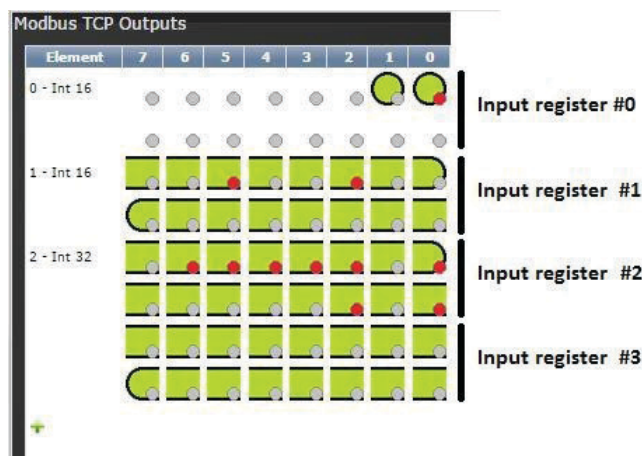 Modbus TCP Outputs
Element 7 6 5 4 3 2 1 0
0 - Int 16
Input register #0
1 - Int 16
Input register #1
2 - Int 32
Input register #2
Input register #3